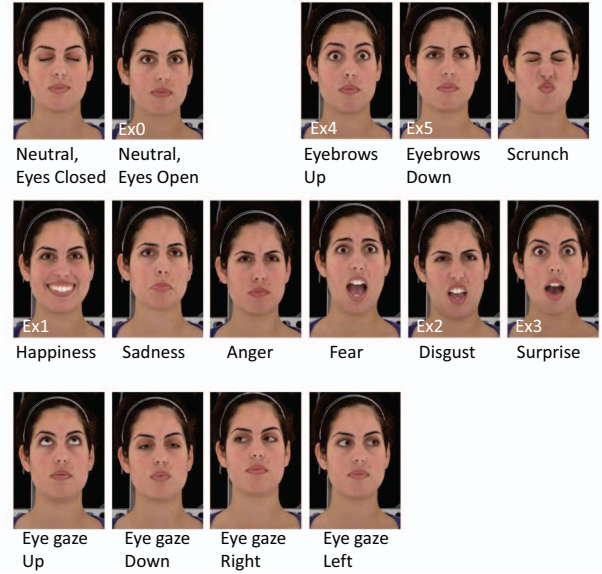 Ex0
Ex4
Ex5
Neutral,
Eyes Closed
Neutral,
Eyes Open
Eyebrows
Up
Eyebrows
Down
Scrunch
Ex1
Ex2
Ex3
Happiness
Sadness
Anger
Fear
Disgust
Surprise
Eye gaze
Up
Eye gaze
Down
Eye gaze
Right
Eye gaze
Left